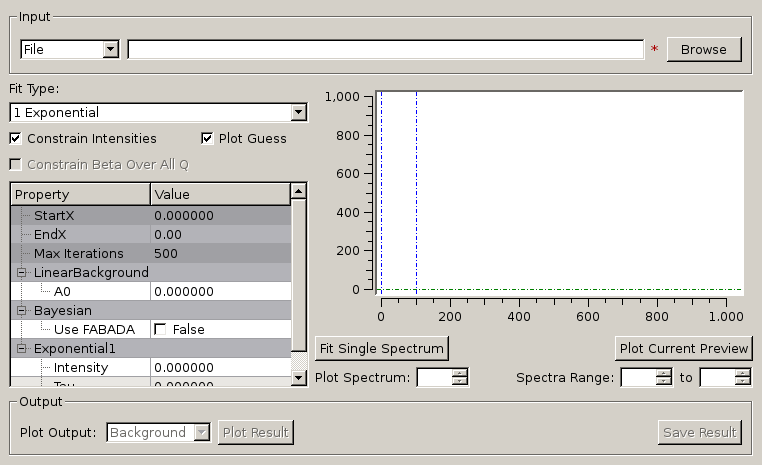 Input
File * Browse
Fit Type:
1 Exponential
Constrain Intensities Plot Guess
Constrain Beta Over All Q
Property Value
StartX 0.000000
EndX 0.00
Max Iterations 500
LinearBackground
A0 0.000000
Bayesian
Use FABADA False
Exponential1
Intensity 0.000000
Tau 0.000000
1,000
800
600
400
200
0
0 200 400 600 800 1.000
Fit Single Spectrum Plot Current Preview
Plot Spectrum: Spectra Range: to
Output
Plot Output: Background Plot Result Save Result